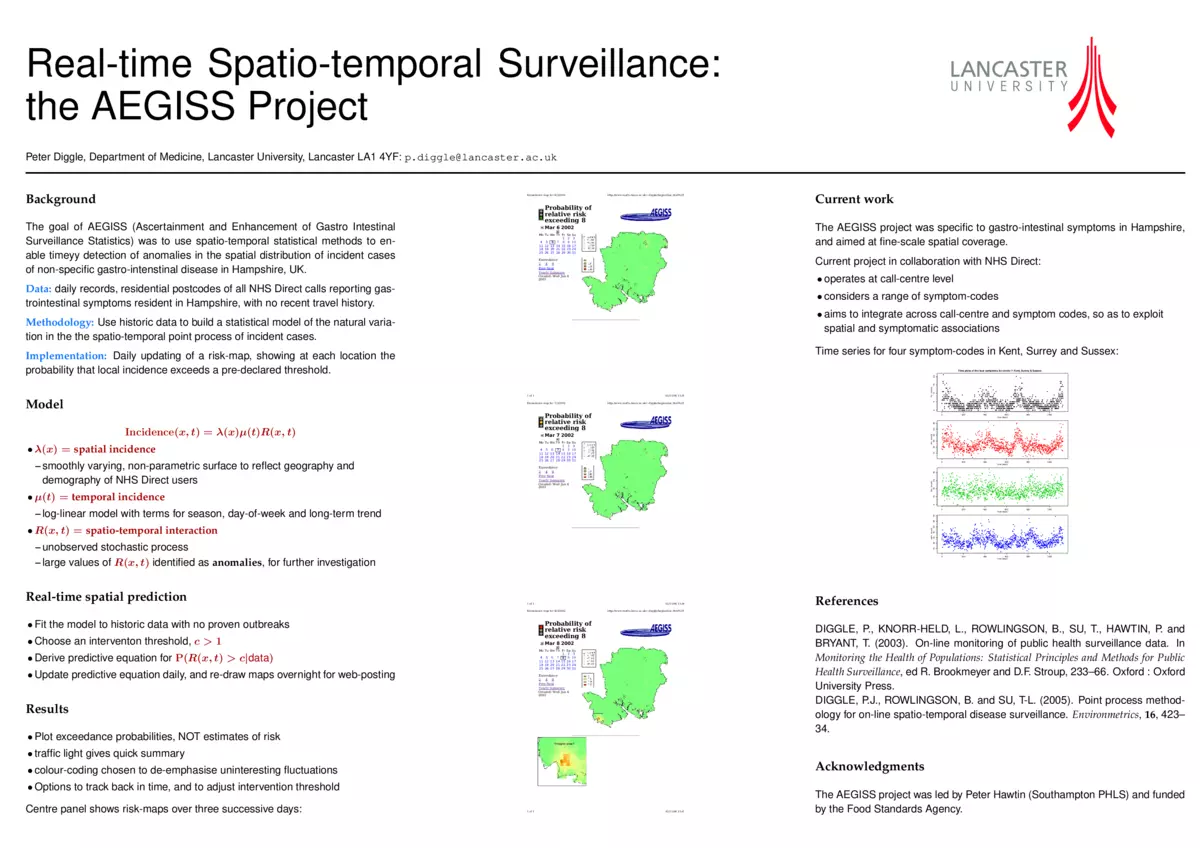 Real-time Spatio-temporal Surveillance:
the AEGISS Project
LANCASTER
UNIVERSITY
Peter Diggle, Department of Medicine, Lancaster University, Lancaster LA1 4YF: p.diggle@lancaster.ac.uk
Background
The goal of AEGISS (Ascertainment and Enhancement of Gastro Intestinal
Surveillance Statistics) was to use spatio-temporal statistical methods to en-
able timeyy detection of anomalies in the spatial distribution of incident cases
of non-specific gastro-intenstinal disease in Hampshire, UK.
Data: daily records, residential postcodes of all NHS Direct calls reporting gas-
trointestinal symptoms resident in Hampshire, with no recent travel history.
Methodology: Use historic data to build a statistical model of the natural varia-
tion in the the spatio-temporal point process of incident cases.
Implementation: Daily updating of a risk-map, showing at each location the
probability that local incidence exceeds a pre-declared threshold.
Model
Incidence(x, t) = λ(x)μ(t)R(x, t)
• λ(x) = spatial incidence
– smoothly varying, non-parametric surface to reflect geography and
demography of NHS Direct users
• μ(t) = temporal incidence
– log-linear model with terms for season, day-of-week and long-term trend
• R(x, t) = spatio-temporal interaction
– unobserved stochastic process
– large values of R(x, t) identified as anomalies, for further investigation
Real-time spatial prediction
• Fit the model to historic data with no proven outbreaks
• Choose an interventon threshold, c > 1
• Derive predictive equation for P(R(x, t) > c|data)
• Update predictive equation daily, and re-draw maps overnight for web-posting
Results
• Plot exceedance probabilities, NOT estimates of risk
• traffic light gives quick summary
• colour-coding chosen to de-emphasise uninteresting fluctuations
• Options to track back in time, and to adjust intervention threshold
Centre panel shows risk-maps over three successive days:
Probability of
relative risk
exceeding 8
Mar 6 2002
AEGISS
Probability of
relative risk
exceeding 8
Mar 7 2002
AEGISS
Probability of
relative risk
exceeding 8
Mar 8 2002
AEGISS
Current work
The AEGISS project was specific to gastro-intestinal symptoms in Hampshire,
and aimed at fine-scale spatial coverage.
Current project in collaboration with NHS Direct:
• operates at call-centre level
• considers a range of symptom-codes
• aims to integrate across call-centre and symptom codes, so as to exploit
spatial and symptomatic associations
Time series for four symptom-codes in Kent, Surrey and Sussex:
References
DIGGLE, P., KNORR-HELD, L., ROWLINGSON, B., SU, T., HAWTIN, P. and
BRYANT, T. (2003). On-line monitoring of public health surveillance data. In
Monitoring the Health of Populations: Statistical Principles and Methods for Public
Health Surveillance, ed R. Brookmeyer and D.F. Stroup, 233–66. Oxford : Oxford
University Press.
DIGGLE, P.J., ROWLINGSON, B. and SU, T-L. (2005). Point process method-
ology for on-line spatio-temporal disease surveillance. Environmetrics, 16, 423–
34.
Acknowledgments
The AEGISS project was led by Peter Hawtin (Southampton PHLS) and funded
by the Food Standards Agency.